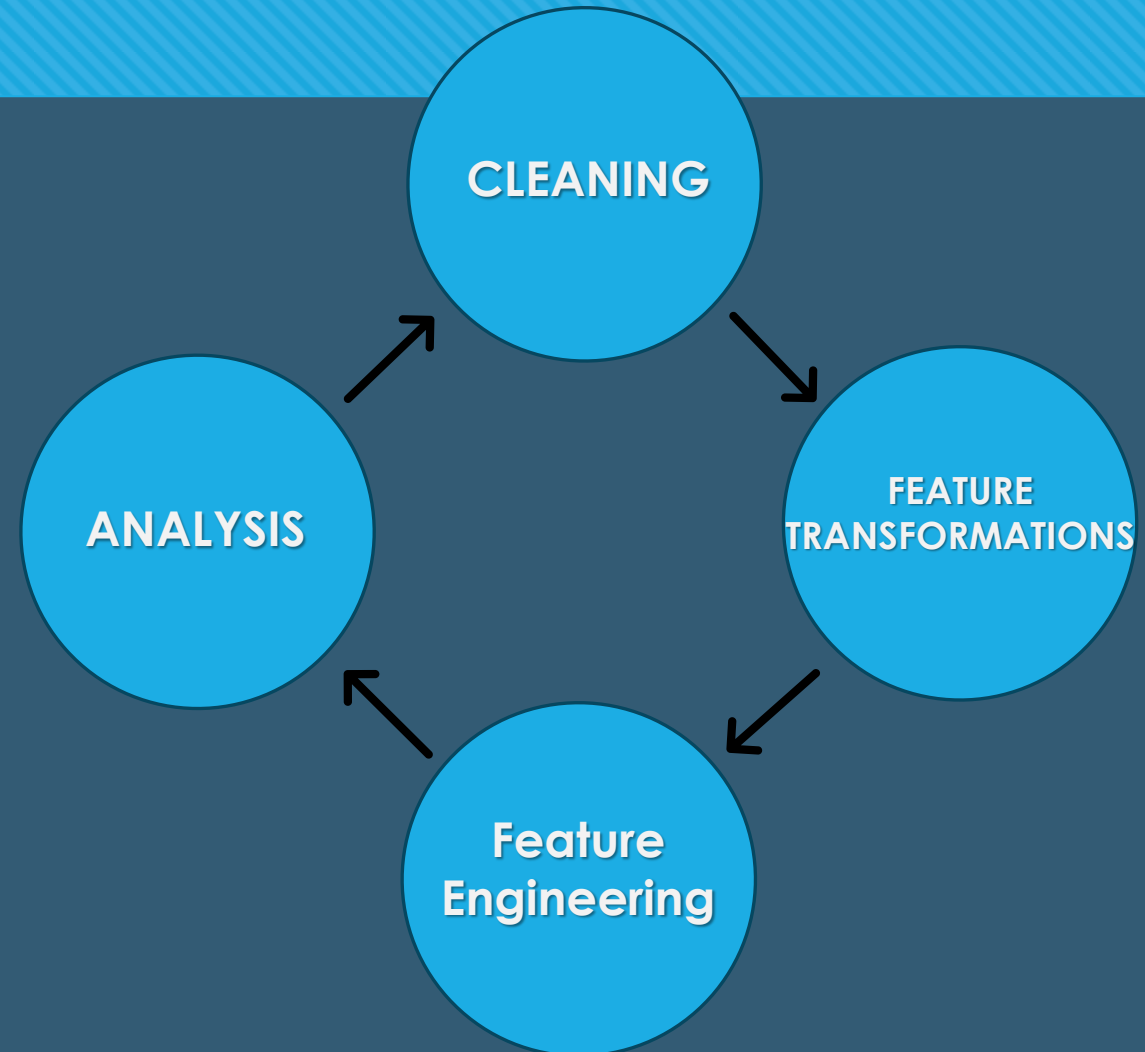 CLEANING
FEATURE
TRANSFORMATIONS
ANALYSIS
Feature
Engineering